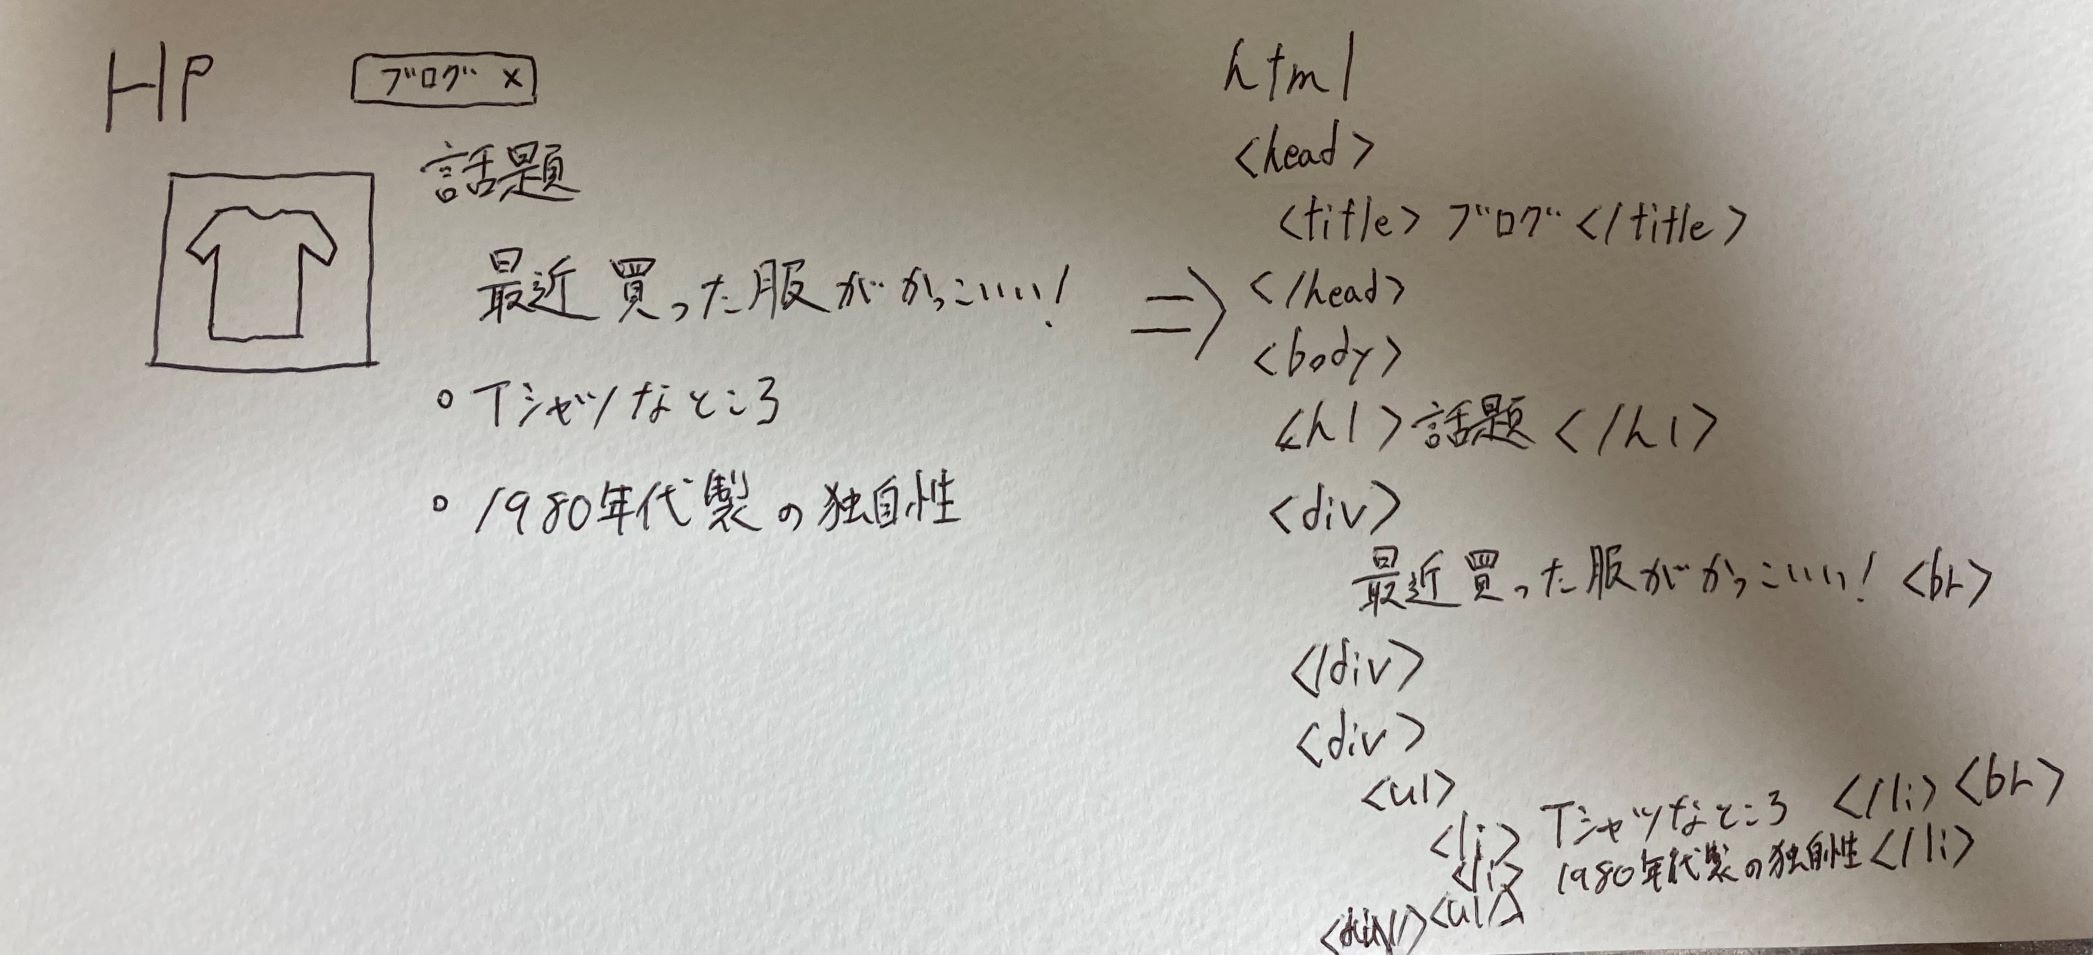 HP
ブログ x
話題
最近買った服がかっこいい!
・Tシャツなところ
・1980年代製の独自性
⇒
html
<head>
<title>ブログ</title>
</head>
<body>
<h1>話題</h1>
<div>
最近買った服がかっこいい!<br>
</div>
<div>
<ul>
<li>Tシャツなところ</li><br>
<li>1980年代製の独自性</li>
<ul/>
<div/>